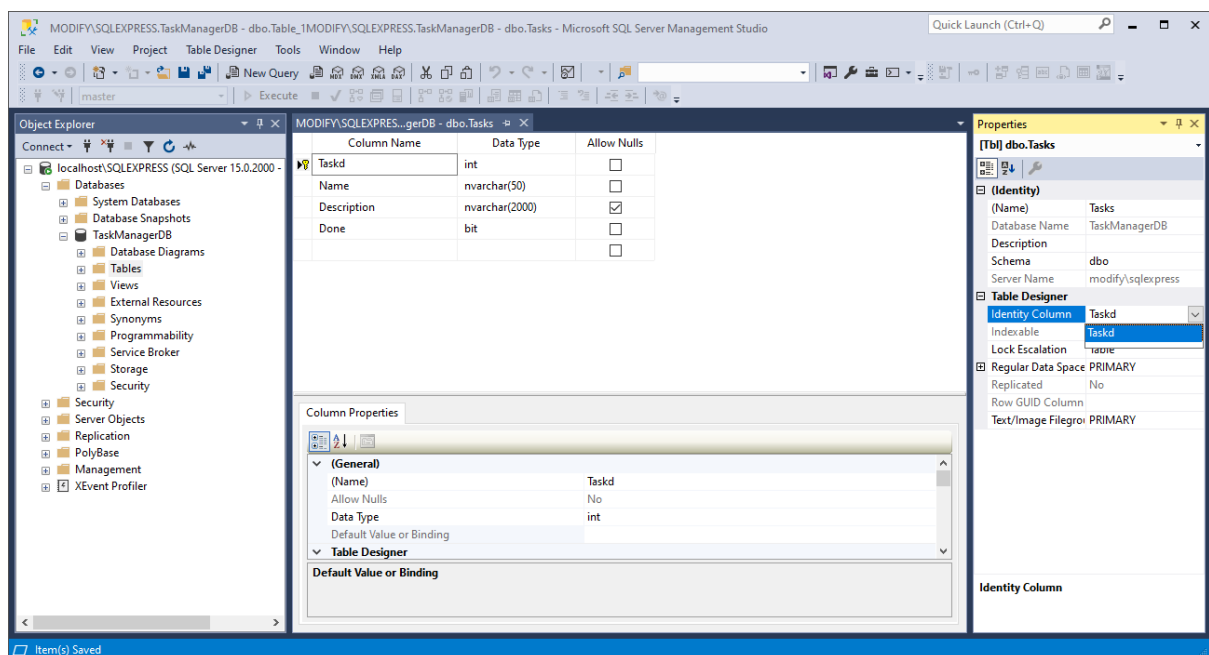 MODIFY\SQLEXPRESS.TaskManagerDB - dbo.Table_1MODIFY\SQLEXPRESS.TaskManagerDB - dbo.Tasks - Microsoft SQL Server Management Studio
Quick Launch (Ctrl+Q)
File Edit View Project Table Designer Tools Window Help
New Query
MDX DMX XMLA DAX
master
Execute
Object Explorer
Connect
localhost\SQLEXPRESS (SQL Server 15.0.2000 -
Databases
System Databases
Database Snapshots
TaskManagerDB
Database Diagrams
Tables
Views
External Resources
Synonyms
Programmability
Service Broker
Storage
Security
Security
Server Objects
Replication
PolyBase
Management
XEvent Profiler
MODIFY\SQLEXPRES...gerDB - dbo.Tasks
Column Name Data Type Allow Nulls
Taskd int
Name nvarchar(50)
Description nvarchar(2000)
Done bit
Column Properties
(General)
(Name) Taskd
Allow Nulls No
Data Type int
Default Value or Binding
Table Designer
Default Value or Binding
Properties
[Tbl] dbo.Tasks
(Identity)
(Name) Tasks
Database Name TaskManagerDB
Description
Schema dbo
Server Name modify\sqlexpress
Table Designer
Identity Column Taskd
Indexable Taskd
Lock Escalation Table
Regular Data Space PRIMARY
Replicated No
Row GUID Column
Text/Image Filegro PRIMARY
Identity Column
Item(s) Saved